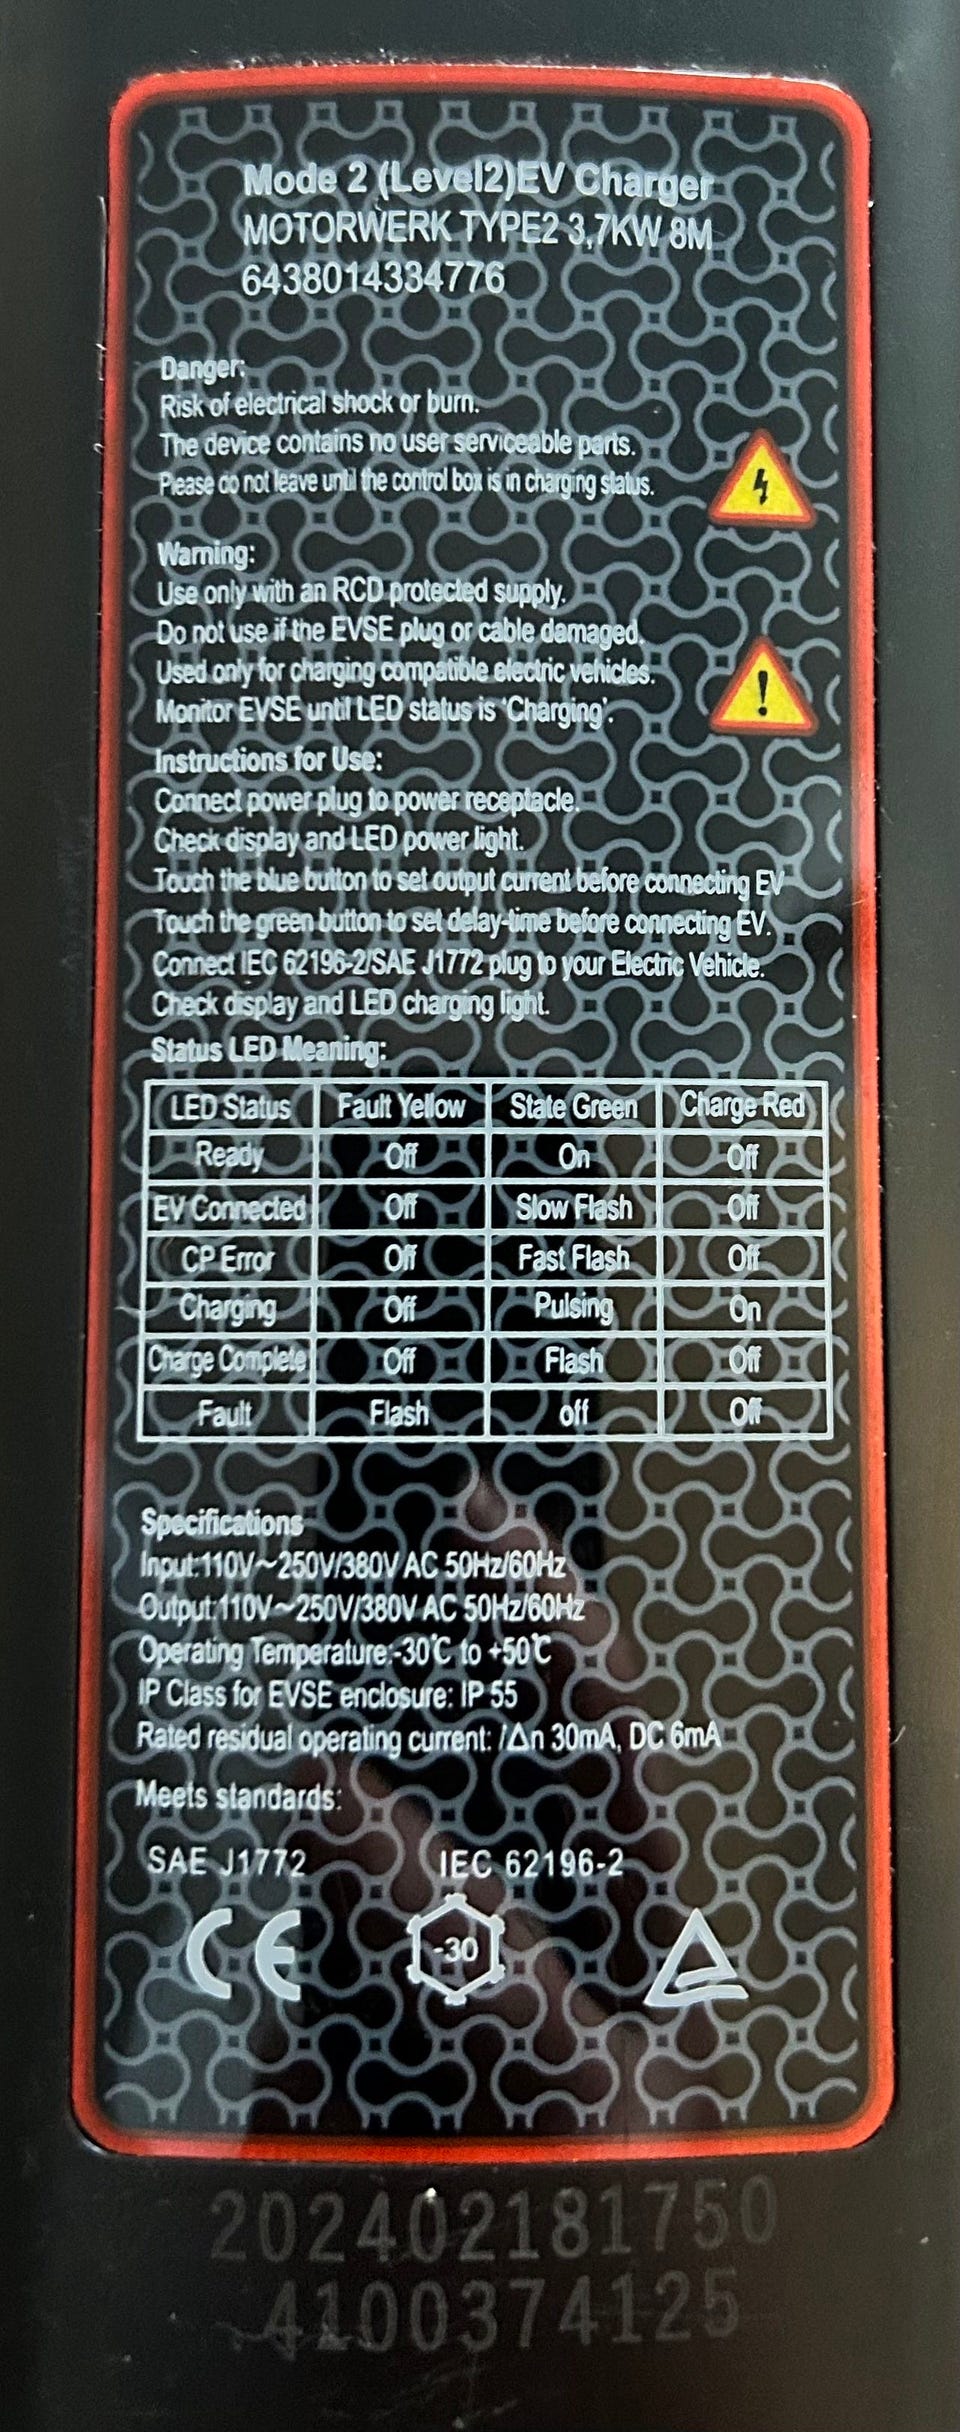 Mode 2 (Level2)EV Charger
MOTORWERK TYPE2 3,7KW 8M
6438014334776
Danger:
Risk of electrical shock or burn.
The device contains no user serviceable parts.
Please do not leave until the control box is in charging status.
Warning:
Use only with an RCD protected supply.
Do not use if the EVSE plug or cable damaged.
Used only for charging compatible electric vehicles.
Monitor EVSE until LED status is 'Charging'.
Instructions for Use:
Connect power plug to power receptacle.
Check display and LED power light.
Touch the blue button to set output current before connecting EV
Touch the green button to set delay-time before connecting EV.
Connect IEC 62196-2/SAE J1772 plug to your Electric Vehicle.
Check display and LED charging light.
Status LED Meaning:
LED Status Fault Yellow State Green Charge Red
Ready Off On Off
EV Connected Off Slow Flash Off
CP Error Off Fast Flash Off
Charging Off Pulsing On
Charge Complete Off Flash Off
Fault Flash off Off
Specifications
Input:110V~250V/380V AC 50Hz/60Hz
Output:110V~250V/380V AC 50Hz/60Hz
Operating Temperature:-30℃ to +50℃
IP Class for EVSE enclosure: IP 55
Rated residual operating current: I∆n 30mA, DC 6mA
Meets standards:
SAE J1772 IEC 62196-2
CE -30
202402181750
4100374125